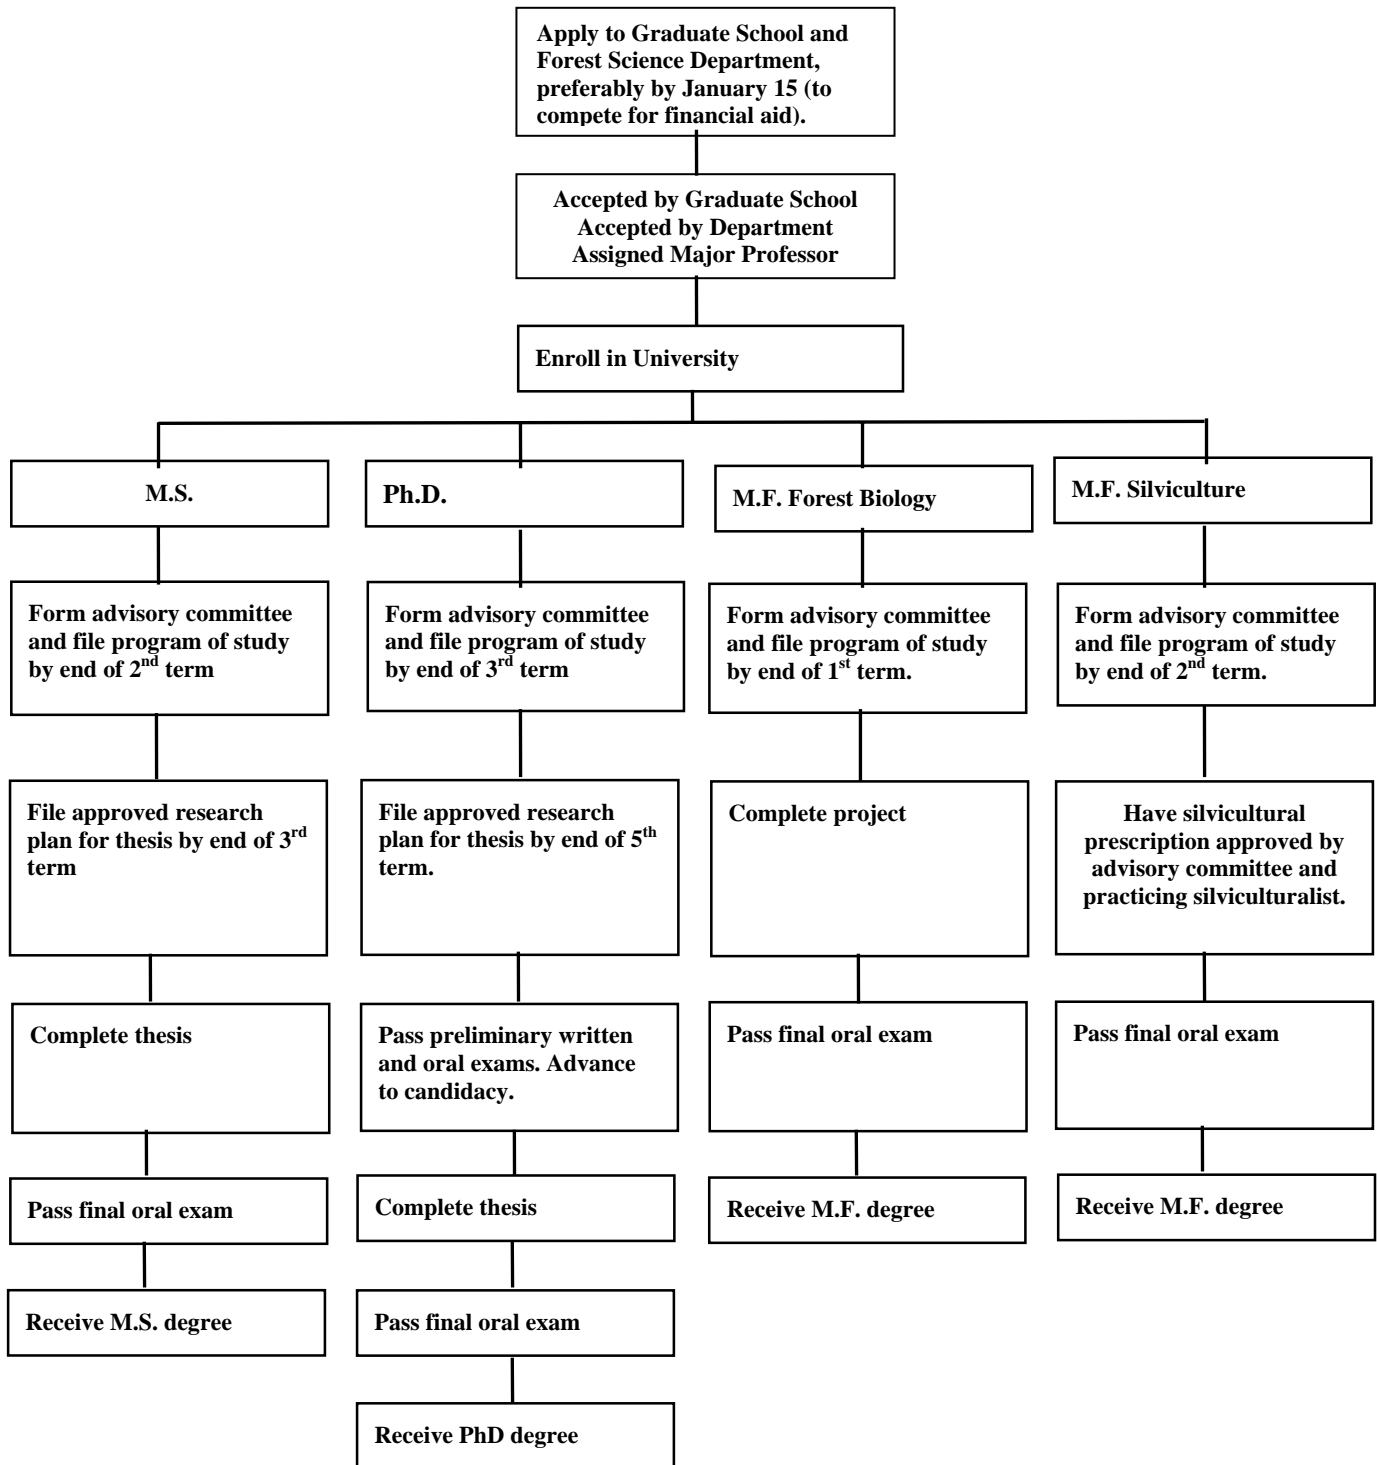 Apply to Graduate School and
Forest Science Department,
preferably by January 15 (to
compete for financial aid).
Accepted by Graduate School
Accepted by Department
Assigned Major Professor
Enroll in University
M.S.
Ph.D.
M.F. Forest Biology
M.F. Silviculture
Form advisory committee
and file program of study
by end of 2nd term
Form advisory committee
and file program of study
by end of 3rd term
Form advisory committee
and file program of study
by end of 1st term.
Form advisory committee
and file program of study
by end of 2nd term.
File approved research
plan for thesis by end of 3rd
term
File approved research
plan for thesis by end of 5th
term.
Complete project
Have silvicultural
prescription approved by
advisory committee and
practicing silviculturalist.
Complete thesis
Pass preliminary written
and oral exams. Advance
to candidacy.
Pass final oral exam
Pass final oral exam
Pass final oral exam
Complete thesis
Receive M.F. degree
Receive M.F. degree
Receive M.S. degree
Pass final oral exam
Receive PhD degree